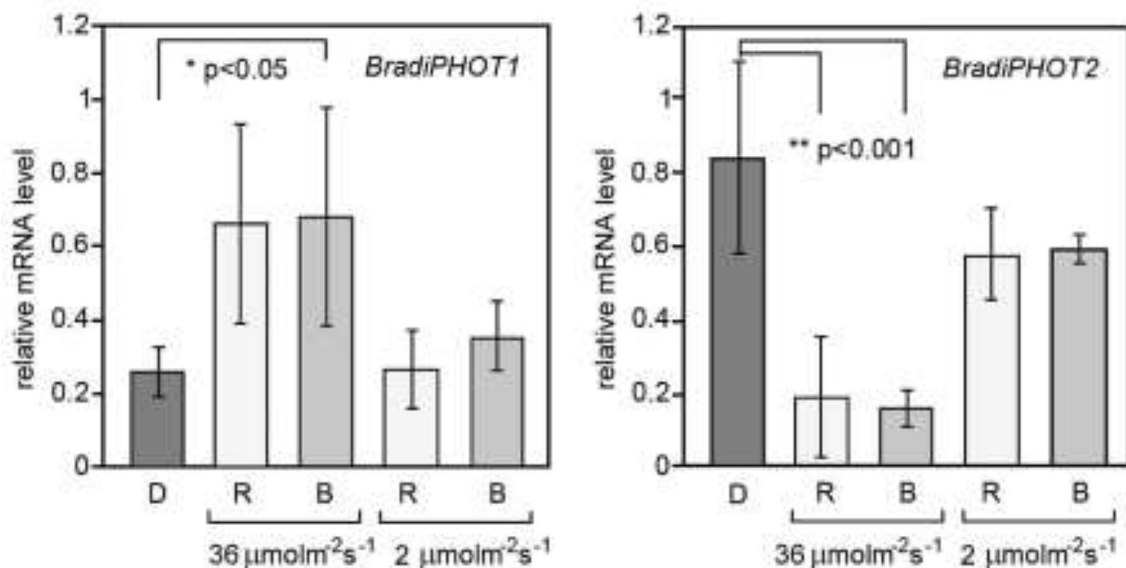 relative mRNA level
1.2
1
0.8
0.6
0.4
0.2
0
* p<0.05
BradiPHOT1
D
R
B
R
B
36 μmolm⁻²s⁻¹
2 μmolm⁻²s⁻¹
relative mRNA level
1.2
1
0.8
0.6
0.4
0.2
0
BradiPHOT2
** p<0.001
D
R
B
R
B
36 μmolm⁻²s⁻¹
2 μmolm⁻²s⁻¹